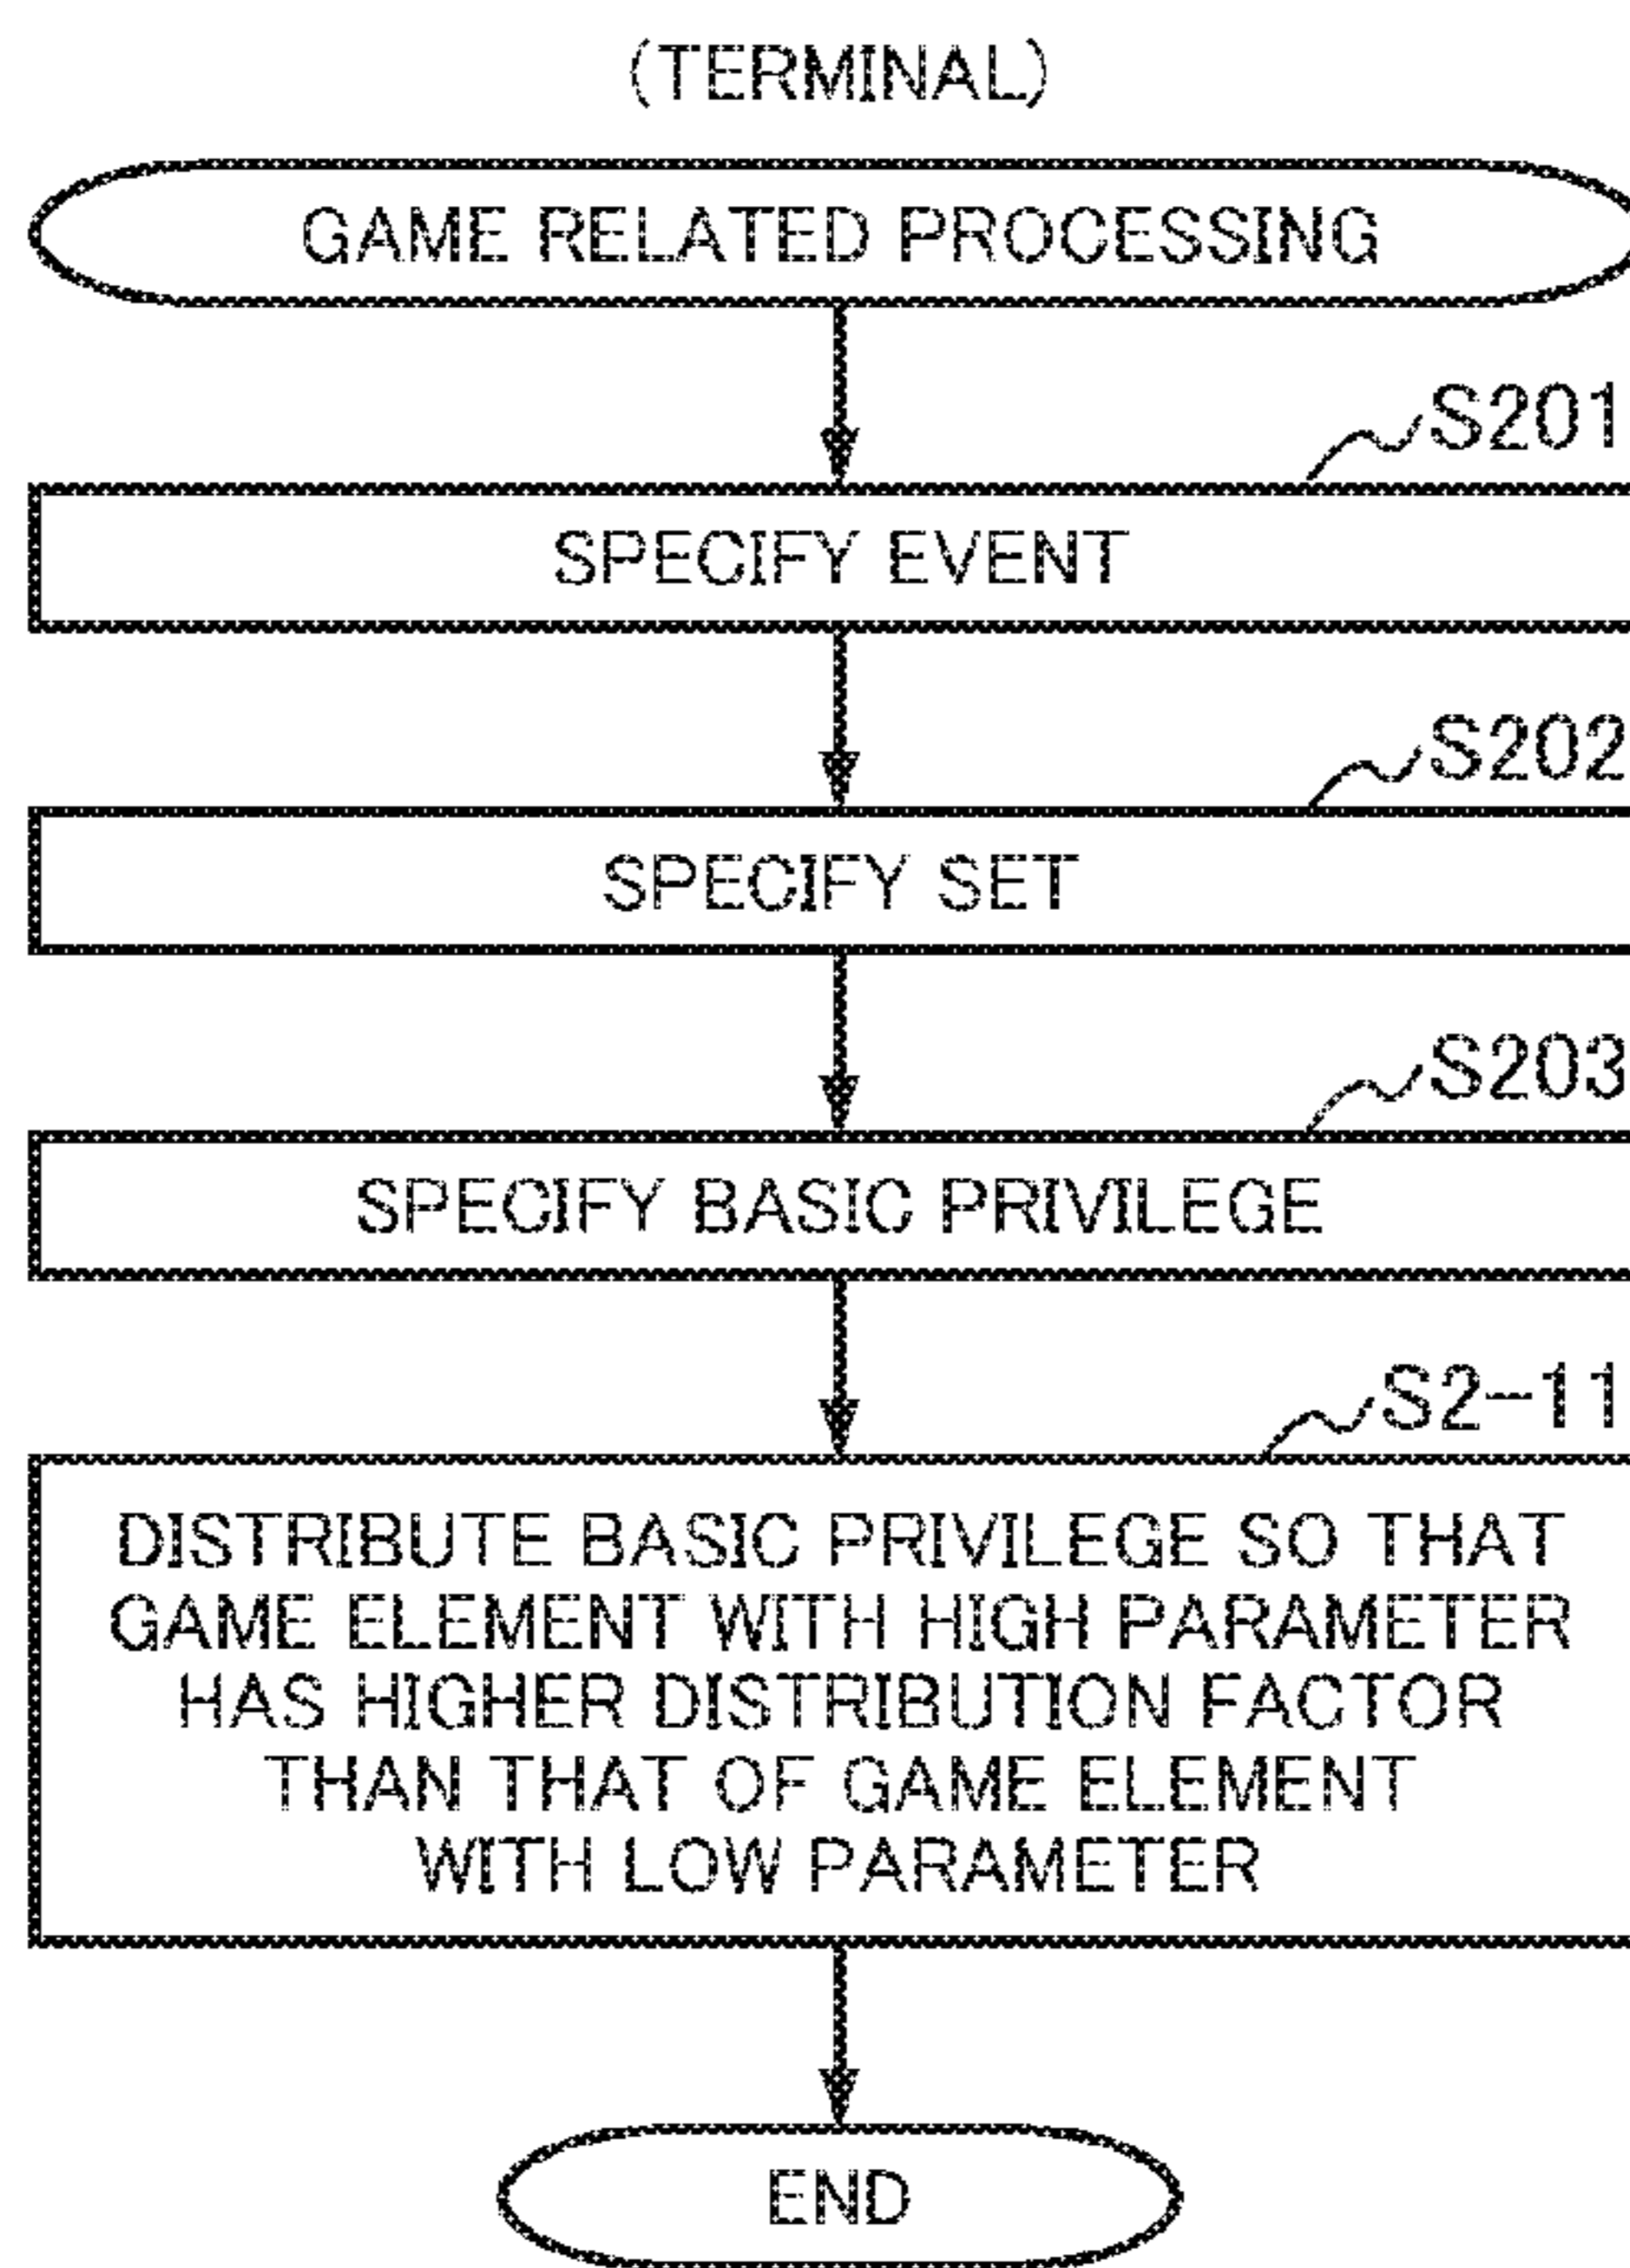 (TERMINAL)
GAME RELATED PROCESSING
S201
SPECIFY EVENT
S202
SPECIFY SET
S203
SPECIFY BASIC PRIVILEGE
S2-11
DISTRIBUTE BASIC PRIVILEGE SO THAT
GAME ELEMENT WITH HIGH PARAMETER
HAS HIGHER DISTRIBUTION FACTOR
THAN THAT OF GAME ELEMENT
WITH LOW PARAMETER
END